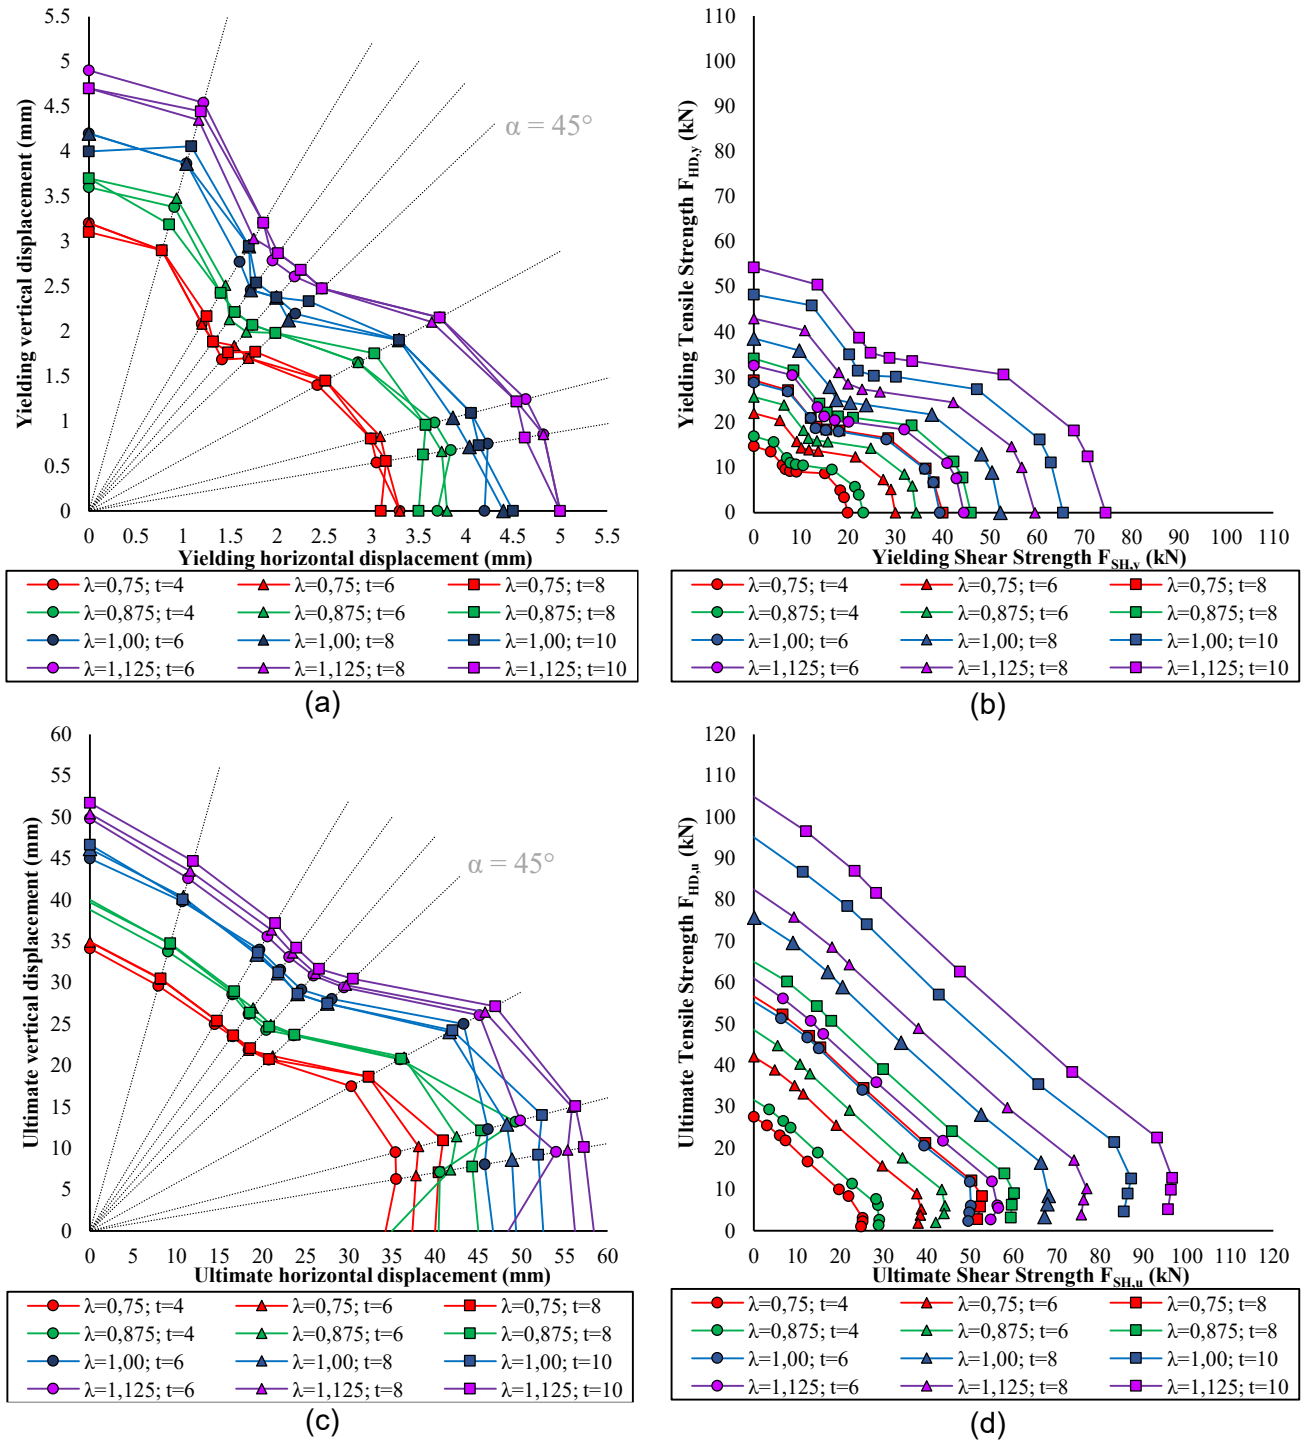 5.5
5
4.5
4
3.5
3
2.5
2
1.5
1
0.5
0
Yielding vertical displacement (mm)
α = 45°
0 0.5 1 1.5 2 2.5 3 3.5 4 4.5 5 5.5
Yielding horizontal displacement (mm)
λ=0,75; t=4 λ=0,75; t=6 λ=0,75; t=8
λ=0,875; t=4 λ=0,875; t=6 λ=0,875; t=8
λ=1,00; t=6 λ=1,00; t=8 λ=1,00; t=10
λ=1,125; t=6 λ=1,125; t=8 λ=1,125; t=10
(a)
110
100
90
80
70
60
50
40
30
20
10
0
Yielding Tensile Strength F_HD,y (kN)
0 10 20 30 40 50 60 70 80 90 100 110
Yielding Shear Strength F_SH,y (kN)
λ=0,75; t=4 λ=0,75; t=6 λ=0,75; t=8
λ=0,875; t=4 λ=0,875; t=6 λ=0,875; t=8
λ=1,00; t=6 λ=1,00; t=8 λ=1,00; t=10
λ=1,125; t=6 λ=1,125; t=8 λ=1,125; t=10
(b)
60
55
50
45
40
35
30
25
20
15
10
5
0
Ultimate vertical displacement (mm)
α = 45°
0 10 20 30 40 50 60
Ultimate horizontal displacement (mm)
λ=0,75; t=4 λ=0,75; t=6 λ=0,75; t=8
λ=0,875; t=4 λ=0,875; t=6 λ=0,875; t=8
λ=1,00; t=6 λ=1,00; t=8 λ=1,00; t=10
λ=1,125; t=6 λ=1,125; t=8 λ=1,125; t=10
(c)
120
110
100
90
80
70
60
50
40
30
20
10
0
Ultimate Tensile Strength F_HD,u (kN)
0 10 20 30 40 50 60 70 80 90 100 110 120
Ultimate Shear Strength F_SH,u (kN)
λ=0,75; t=4 λ=0,75; t=6 λ=0,75; t=8
λ=0,875; t=4 λ=0,875; t=6 λ=0,875; t=8
λ=1,00; t=6 λ=1,00; t=8 λ=1,00; t=10
λ=1,125; t=6 λ=1,125; t=8 λ=1,125; t=10
(d)